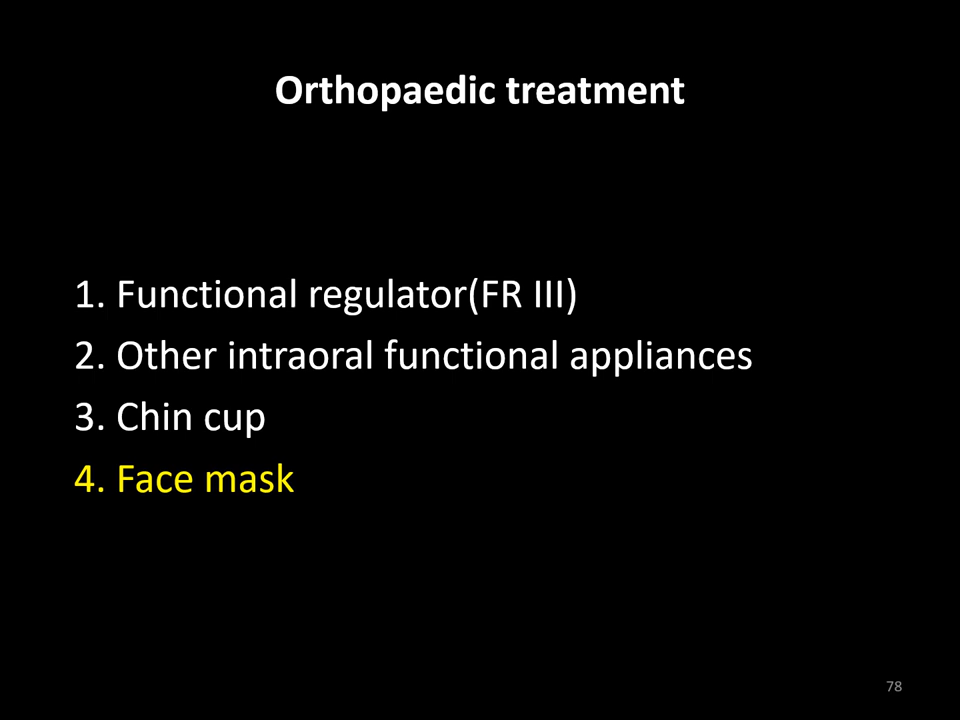 Orthopaedic treatment
1. Functional regulator(FR III)
2. Other intraoral functional appliances
3. Chin cup
4. Face mask
78